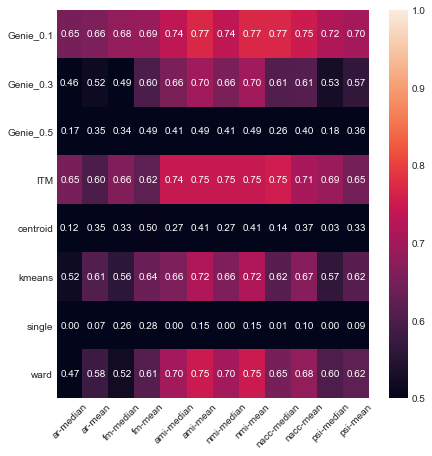 1.0
Genie_0.1 0.65 0.66 0.68 0.69 0.74 0.77 0.74 0.77 0.77 0.75 0.72 0.70
0.9
Genie_0.3 0.46 0.52 0.49 0.60 0.66 0.70 0.66 0.70 0.61 0.61 0.53 0.57
Genie_0.5 0.17 0.35 0.34 0.49 0.41 0.49 0.41 0.49 0.26 0.40 0.18 0.36
0.8
ITM 0.65 0.60 0.66 0.62 0.74 0.75 0.75 0.75 0.75 0.71 0.69 0.65
0.7
centroid 0.12 0.35 0.33 0.50 0.27 0.41 0.27 0.41 0.14 0.37 0.03 0.33
kmeans 0.52 0.61 0.56 0.64 0.66 0.72 0.66 0.72 0.62 0.67 0.57 0.62
0.6
single 0.00 0.07 0.26 0.28 0.00 0.15 0.00 0.15 0.01 0.10 0.00 0.09
ward 0.47 0.58 0.52 0.61 0.70 0.75 0.70 0.75 0.65 0.68 0.60 0.62
0.5
ar-median ar-mean fm-median fm-mean ami-median ami-mean nmi-median nmi-mean nacc-median nacc-mean psi-median psi-mean